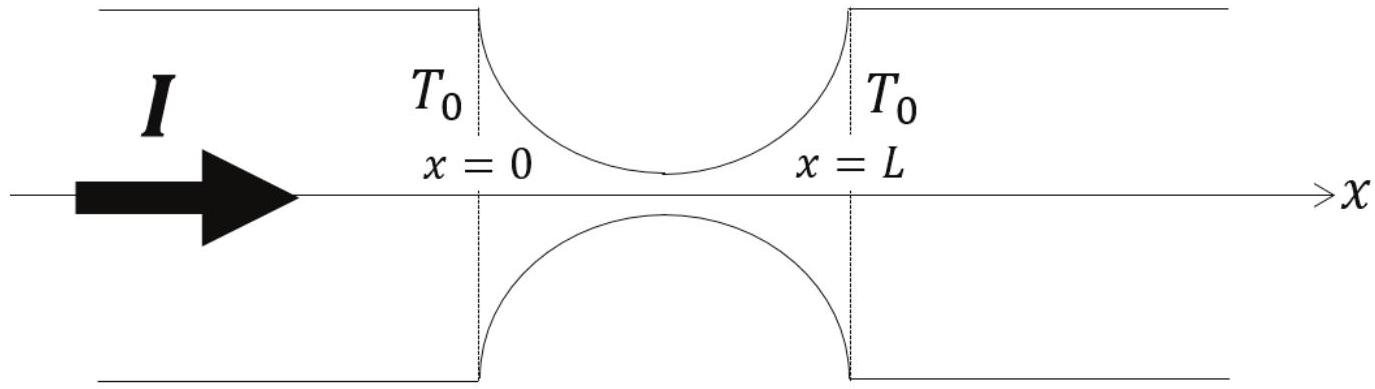 I
T₀
T₀
x = 0
x = L
x